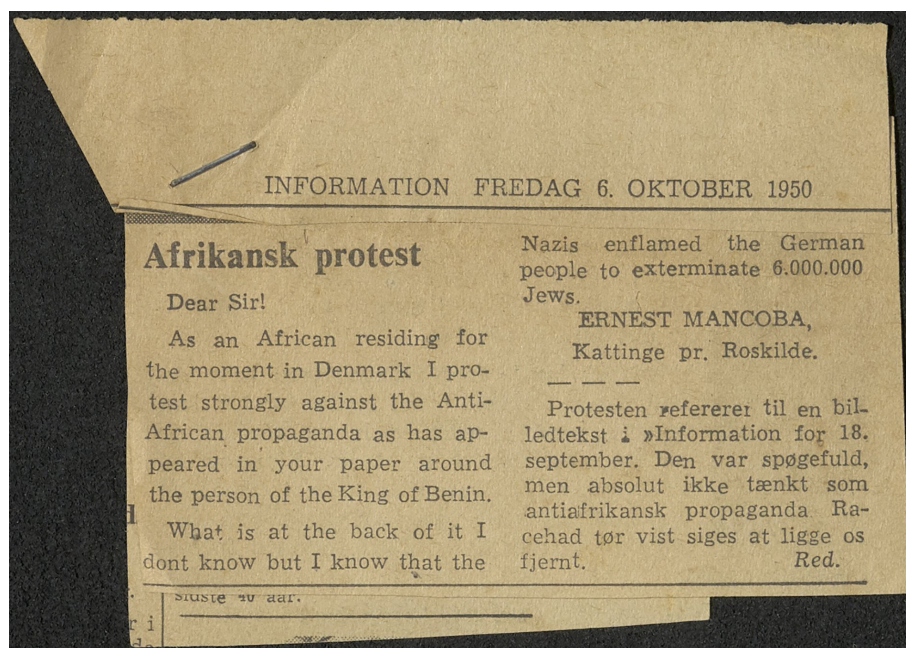 INFORMATION FREDAG 6. OKTOBER 1950
Afrikansk protest
Dear Sir!
As an African residing for
the moment in Denmark I pro-
test strongly against the Anti-
African propaganda as has ap-
peared in your paper around
the person of the King of Benin.
What is at the back of it I
dont know but I know that the
Nazis enflamed the German
people to exterminate 6.000.000
Jews.
ERNEST MANCOBA,
Kattinge pr. Roskilde.
— — —
Protesten refererer til en bil-
ledtekst i »Information for 18.
september. Den var spøgefuld,
men absolut ikke tænkt som
antiafrikansk propaganda Ra-
cehad tør vist siges at ligge os
fjernt. Red.
sidste 40 aar.
r i